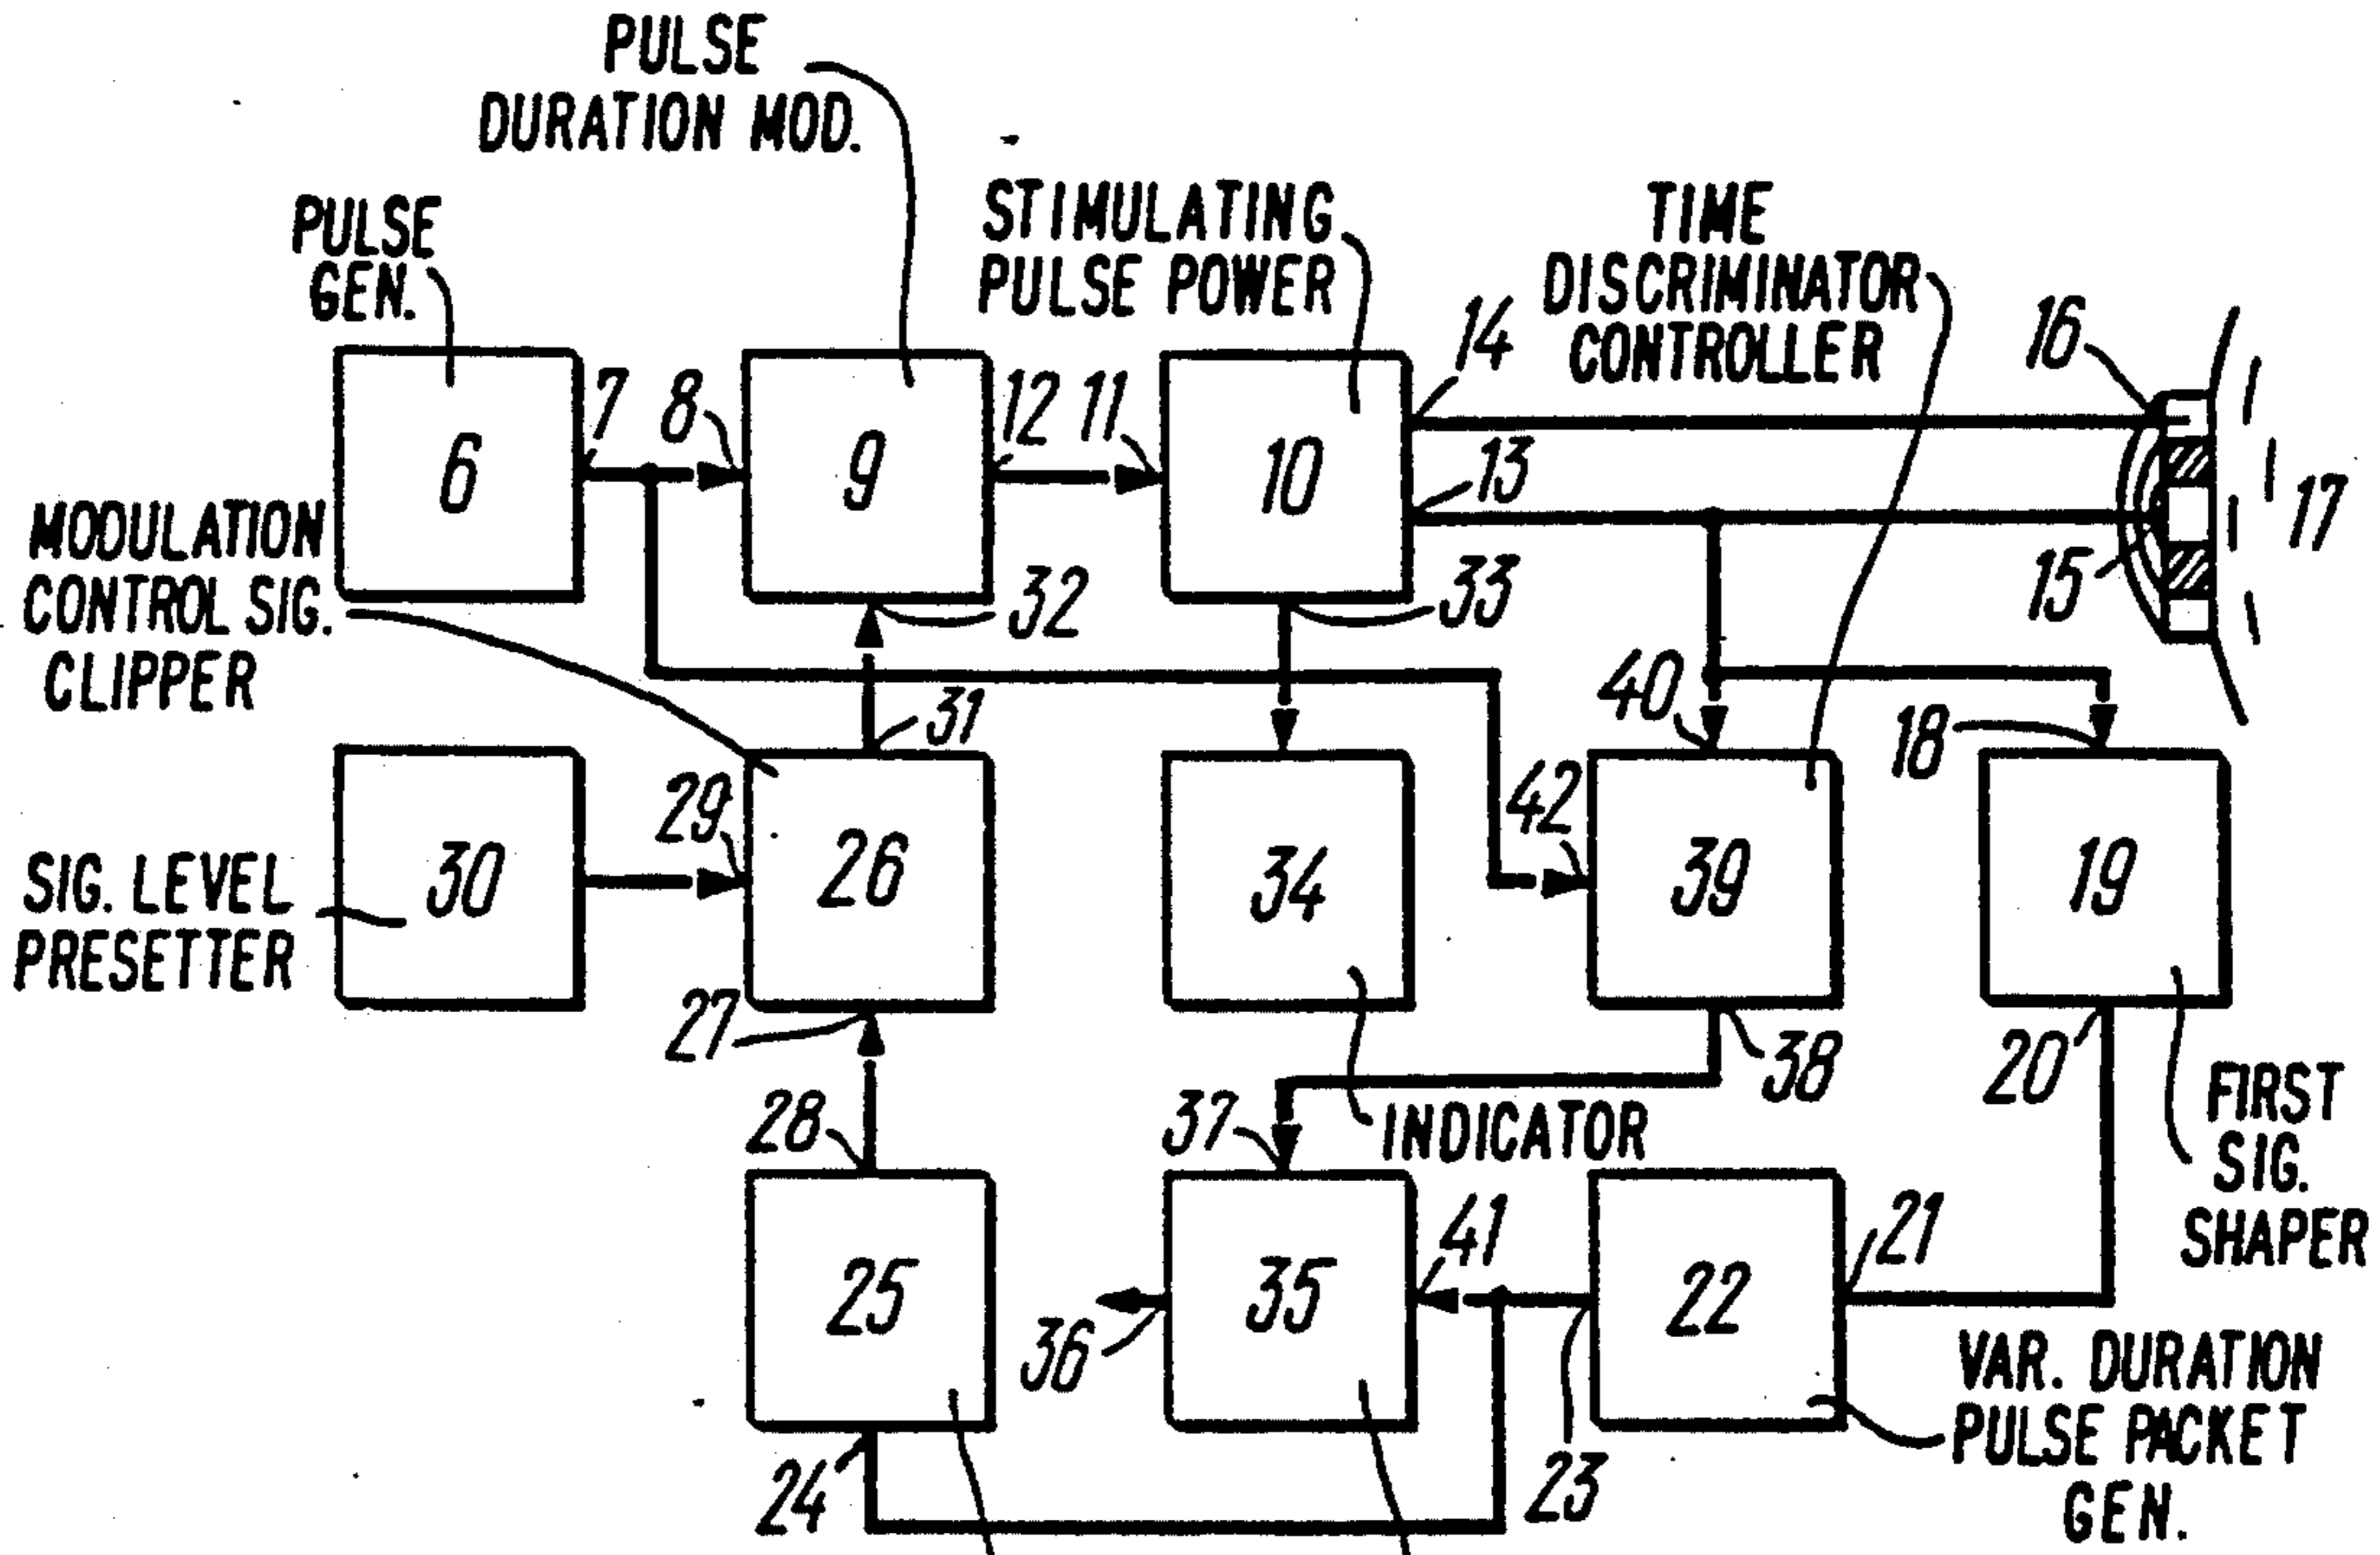 PULSE
DURATION MOD.
PULSE
GEN.
STIMULATING
PULSE POWER
TIME
DISCRIMINATOR
CONTROLLER
16
14
7
8
12
11
6
9
10
13
17
MODULATION
CONTROL SIG.
CLIPPER
32
33
15
31
40
18
29
42
SIG. LEVEL
PRESETTER
30
26
34
39
19
27
38
20
28
37
INDICATOR
FIRST
SIG.
SHAPER
41
21
25
35
22
36
24
23
VAR. DURATION
PULSE PACKET
GEN.